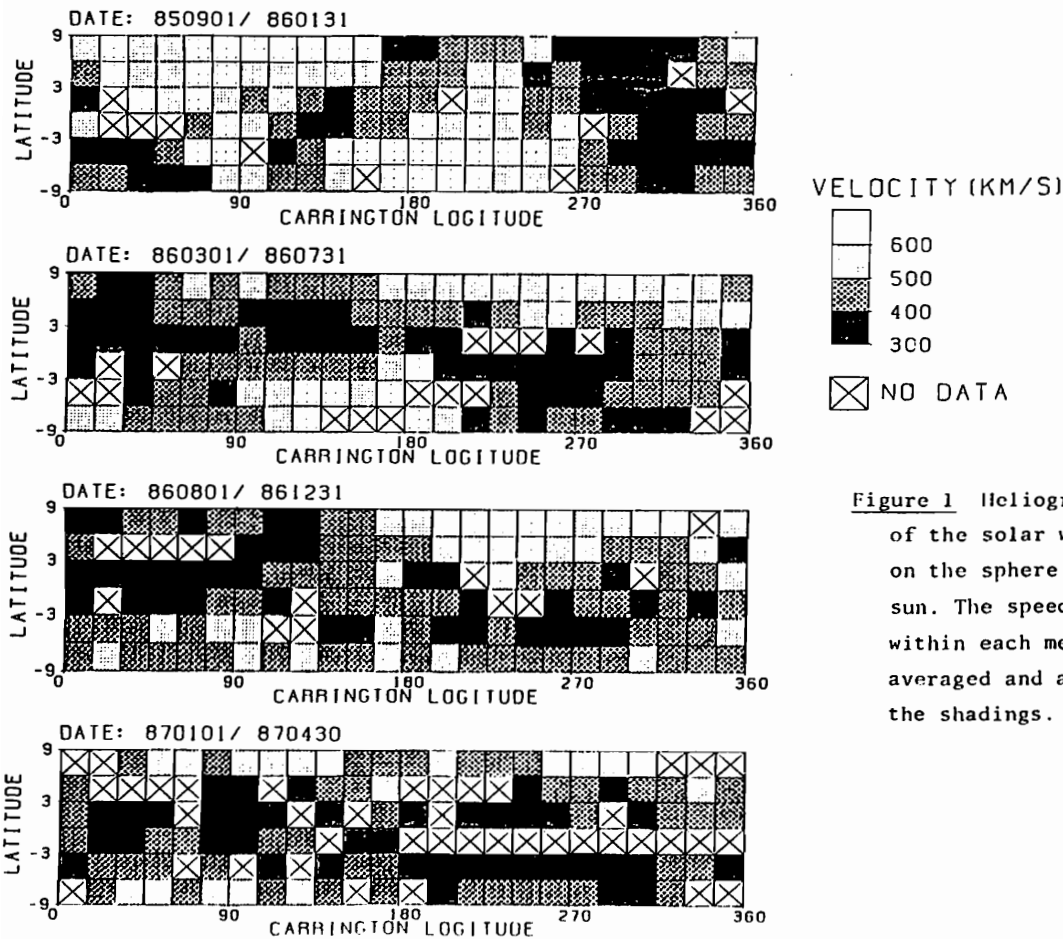 DATE: 850901/ 860131
9
3
-3
-9
LATITUDE
0 90 180 270 360
CARRINGTON LOGITUDE
DATE: 860301/ 860731
9
3
-3
-9
LATITUDE
0 90 180 270 360
CARRINGTON LOGITUDE
DATE: 860801/ 861231
9
3
-3
-9
LATITUDE
0 90 180 270 360
CARRINGTON LOGITUDE
DATE: 870101/ 870430
9
3
-3
-9
LATITUDE
0 90 180 270 360
CARRINGTON LOGITUDE
VELOCITY (KM/S)
600
500
400
300
NO DATA
Figure 1 Heliogr
of the solar w
on the sphere
sun. The speed
within each me
averaged and a
the shadings.